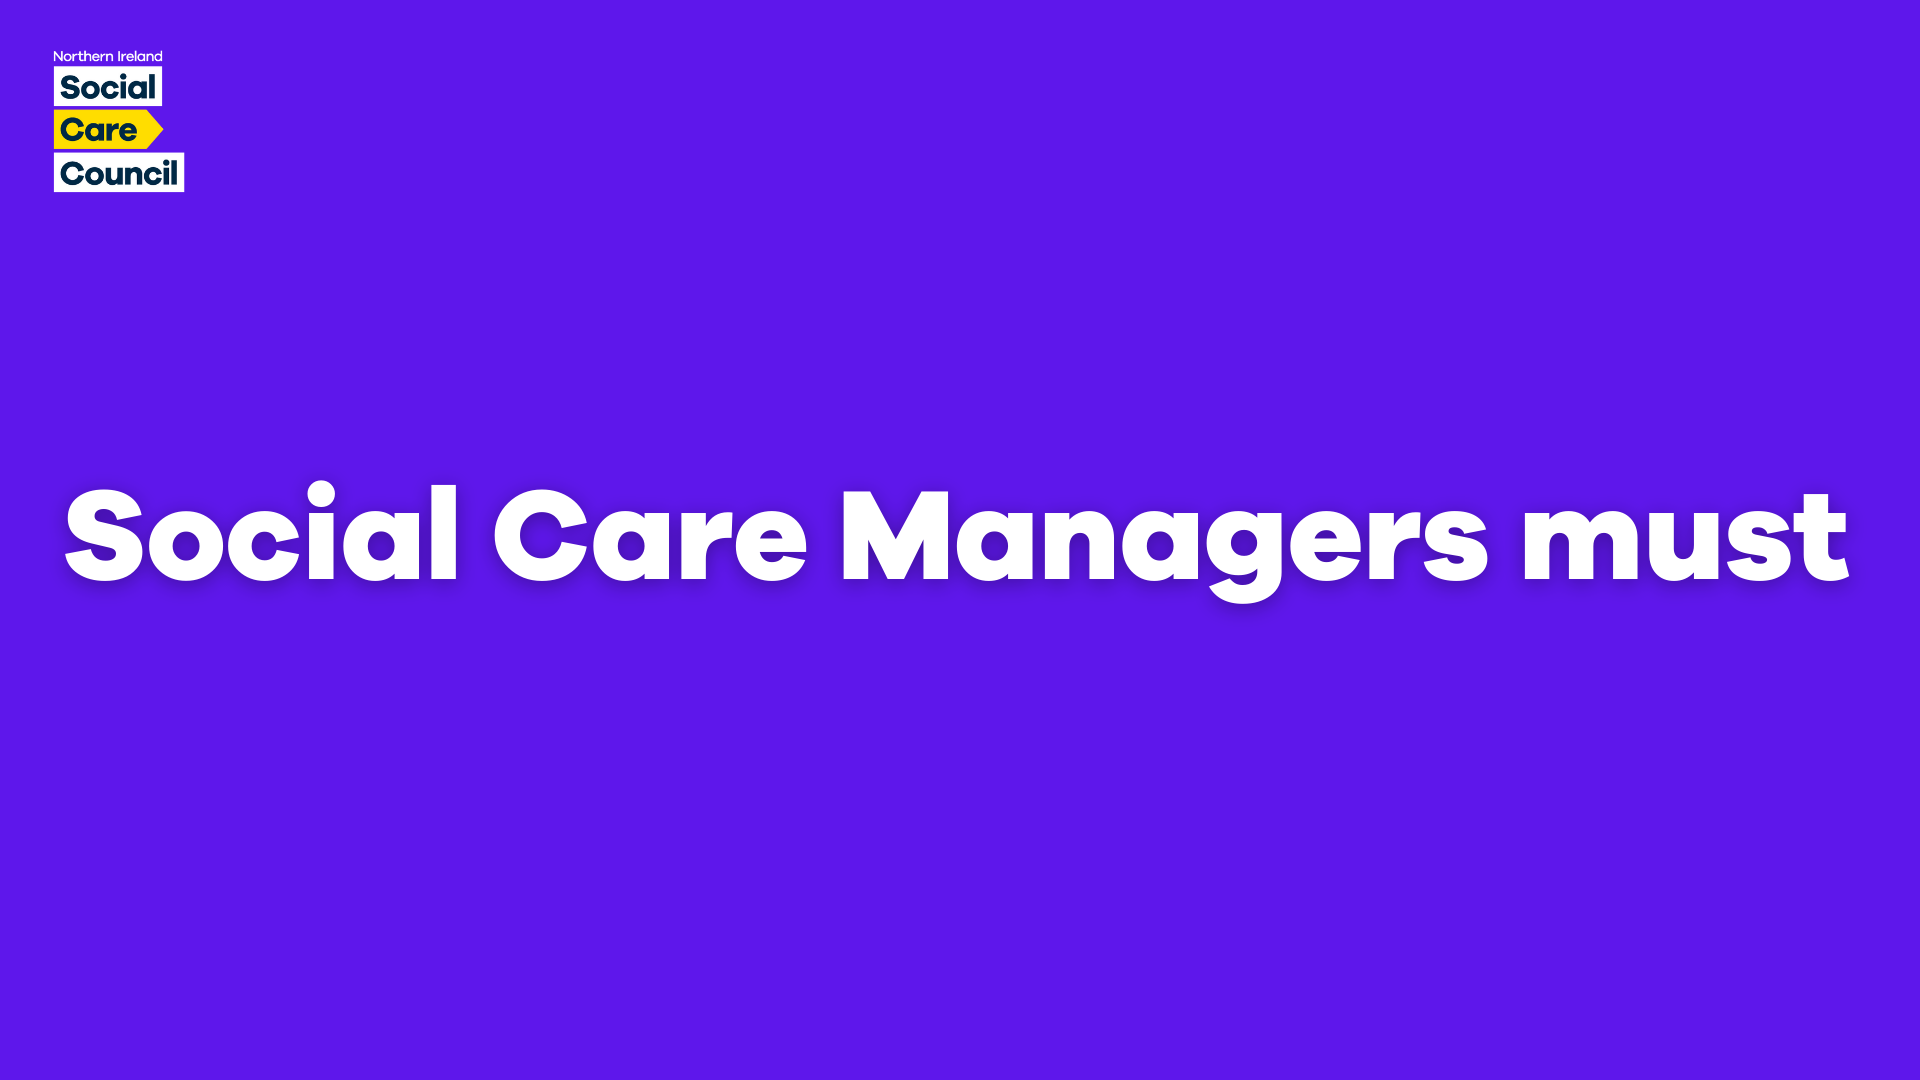 Northern Ireland
Social
Care
Council
Social Care Managers must